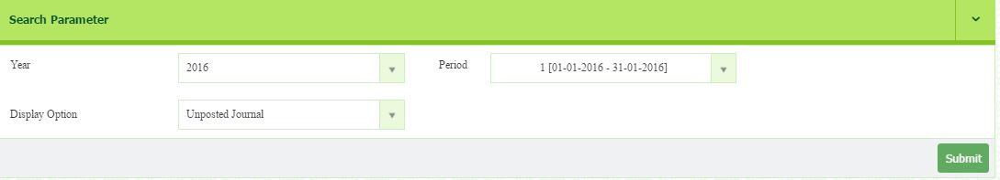 Search Parameter
Year 2016 Period 1 [01-01-2016 - 31-01-2016]
Display Option Unposted Journal
Submit